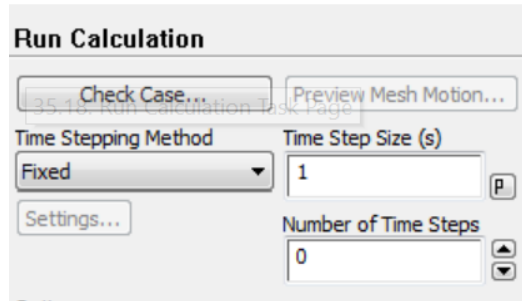 Run Calculation
Check Case...
Preview Mesh Motion...
35.18. Run Calculation Task Page
Time Stepping Method
Time Step Size (s)
Fixed
1
P
Settings...
Number of Time Steps
0